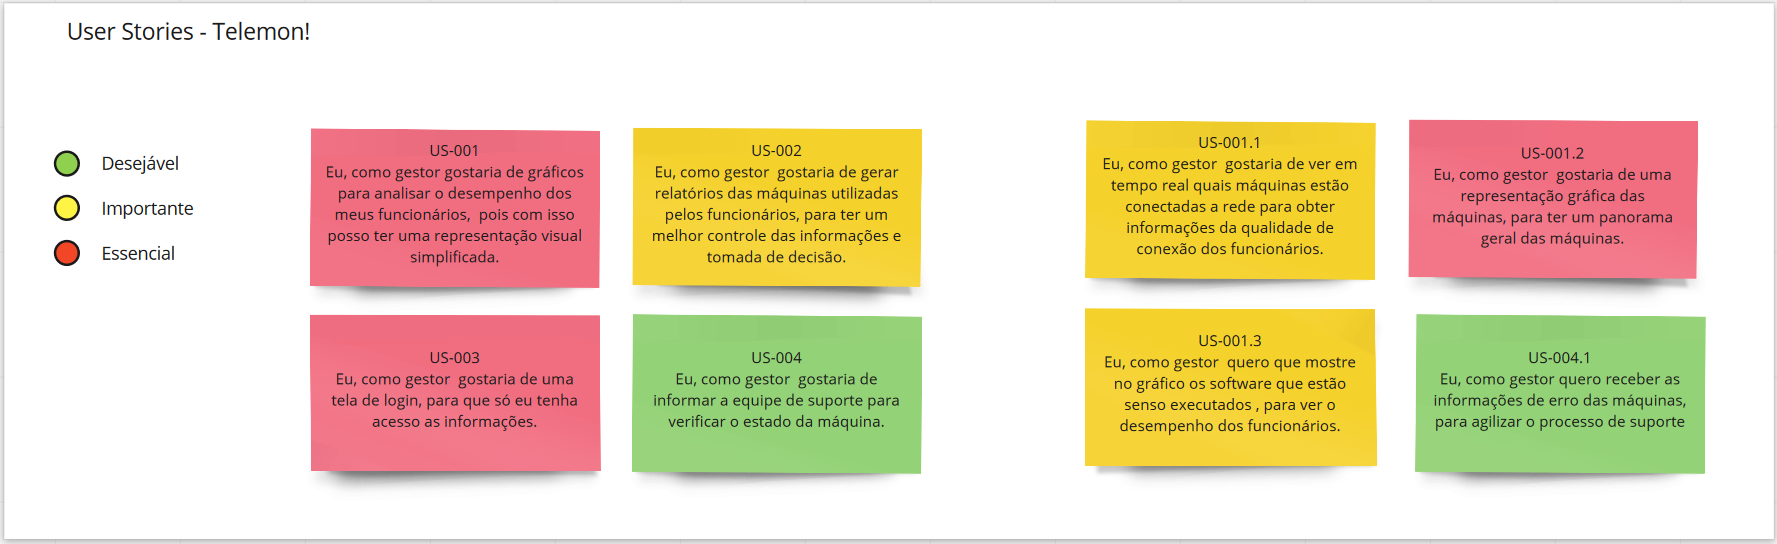 User Stories - Telemon!
Desejável
Importante
Essencial
US-001
Eu, como gestor gostaria de gráficos
para analisar o desempenho dos
meus funcionários, pois com isso
posso ter uma representação visual
simplificada.
US-002
Eu, como gestor gostaria de gerar
relatórios das máquinas utilizadas
pelos funcionários, para ter um
melhor controle das informações e
tomada de decisão.
US-001.1
Eu, como gestor gostaria de ver em
tempo real quais máquinas estão
conectadas a rede para obter
informações da qualidade de
conexão dos funcionários.
US-001.2
Eu, como gestor gostaria de uma
representação gráfica das
máquinas, para ter um panorama
geral das máquinas.
US-003
Eu, como gestor gostaria de uma
tela de login, para que só eu tenha
acesso as informações.
US-004
Eu, como gestor gostaria de
informar a equipe de suporte para
verificar o estado da máquina.
US-001.3
Eu, como gestor quero que mostre
no gráfico os software que estão
senso executados , para ver o
desempenho dos funcionários.
US-004.1
Eu, como gestor quero receber as
informações de erro das máquinas,
para agilizar o processo de suporte